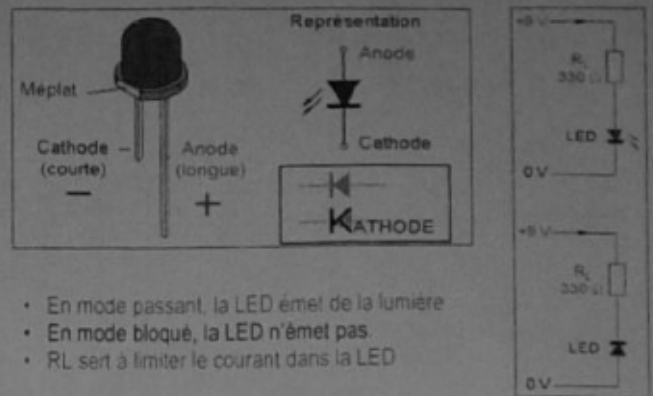 Représentation
Anode
Méplat
Cathode
(courte)
Anode
(longue)
Cathode
KATHODE
• En mode passant, la LED émet de la lumière
• En mode bloqué, la LED n'émet pas.
• RL sert à limiter le courant dans la LED
+9 V
RL
330 Ω
LED
0 V
+9 V
RL
330 Ω
LED
0 V